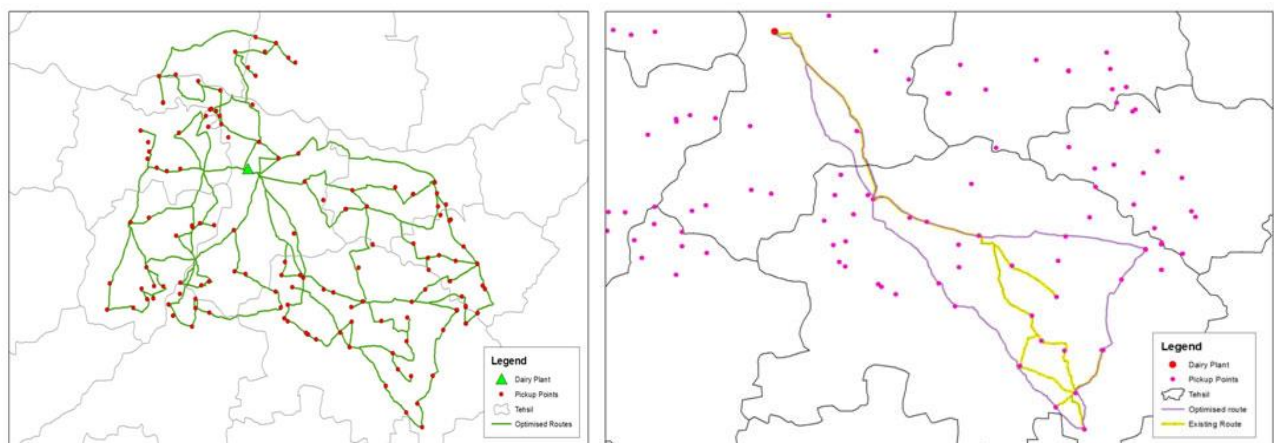 Legend
Dairy Plant
Pickup Points
Tehsil
Optimised Routes
Legend
Dairy Plant
Pickup Points
Tehsil
Optimised route
Existing Route